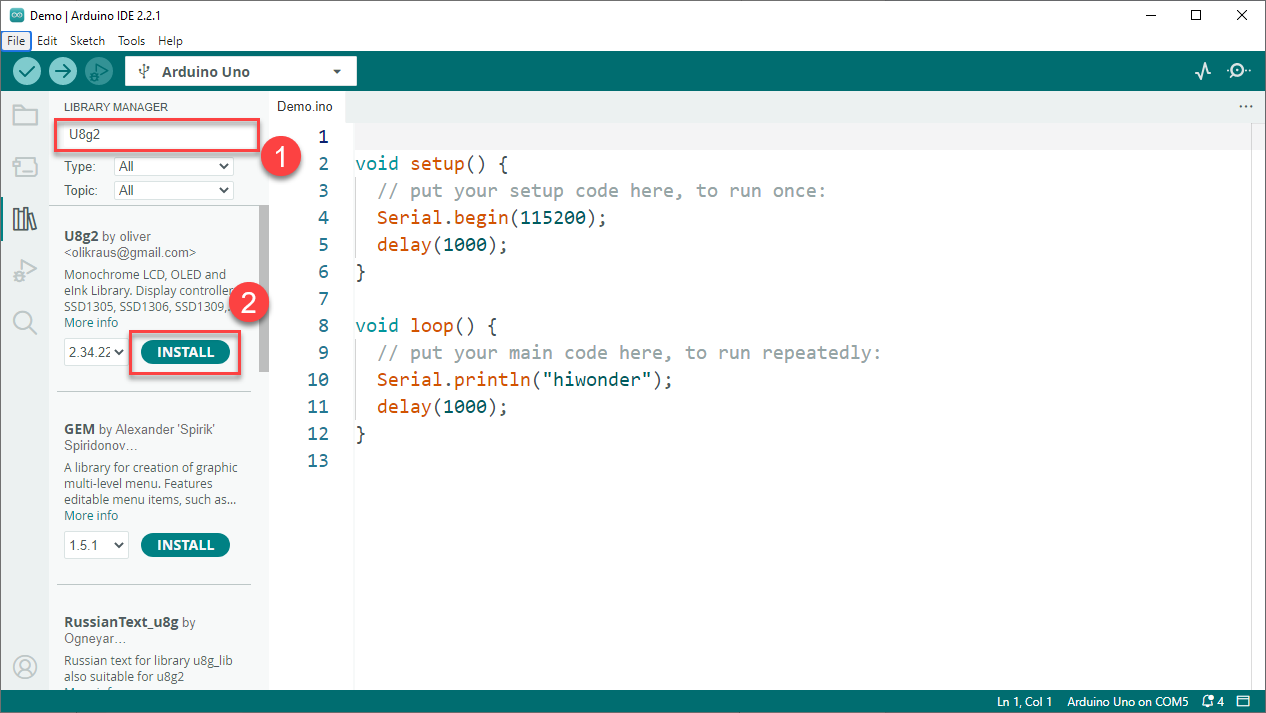 Demo | Arduino IDE 2.2.1
File Edit Sketch Tools Help
Arduino Uno
LIBRARY MANAGER
U8g2
1
Type: All
Topic: All
U8g2 by oliver
<olikraus@gmail.com>
Monochrome LCD, OLED and
eInk Library. Display controller
SSD1305, SSD1306, SSD1309,
More info
2
2.34.22 INSTALL
GEM by Alexander 'Spirik'
Spiridonov…
A library for creation of graphic
multi-level menu. Features
editable menu items, such as...
More info
1.5.1 INSTALL
RussianText_u8g by
Ogneyar…
Russian text for library u8g_lib
also suitable for u8g2
Demo.ino
1
2 void setup() {
3 // put your setup code here, to run once:
4 Serial.begin(115200);
5 delay(1000);
6 }
7
8 void loop() {
9 // put your main code here, to run repeatedly:
10 Serial.println("hiwonder");
11 delay(1000);
12 }
13
Ln 1, Col 1 Arduino Uno on COM5 4